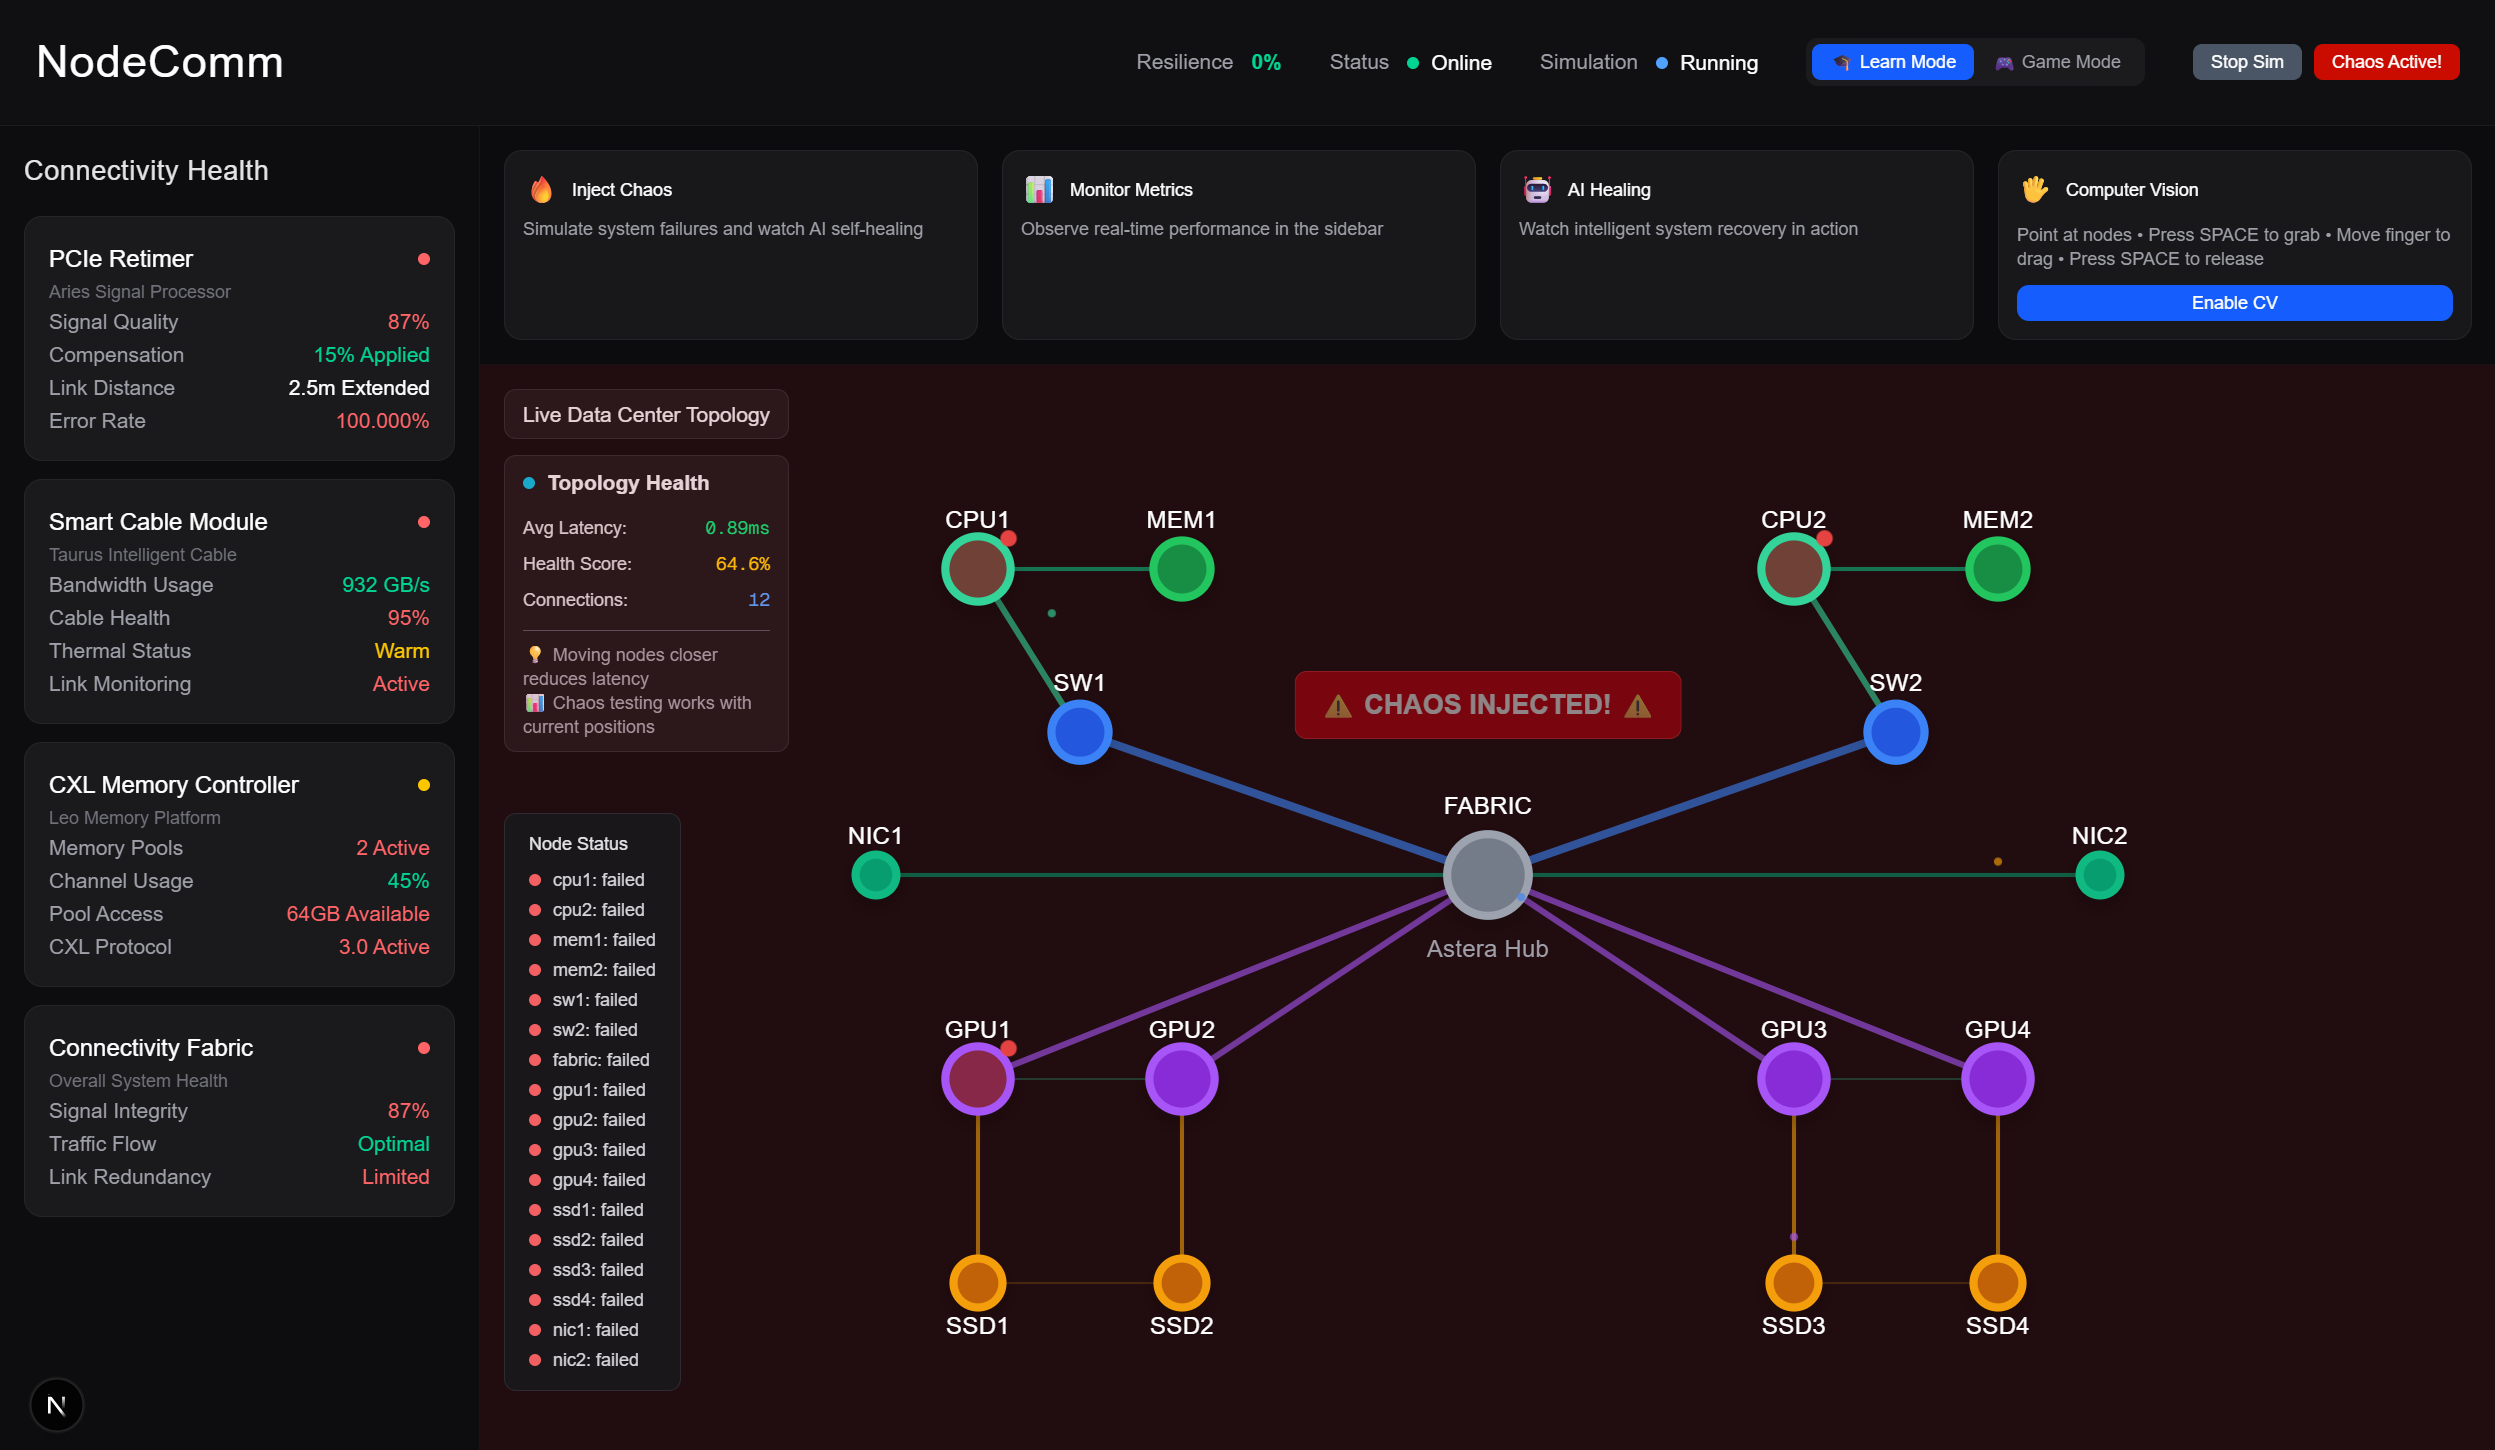 NodeComm
Resilience 0% Status Online Simulation Running Learn Mode Game Mode Stop Sim Chaos Active!
Connectivity Health
PCIe Retimer
Aries Signal Processor
Signal Quality 87%
Compensation 15% Applied
Link Distance 2.5m Extended
Error Rate 100.000%
Smart Cable Module
Taurus Intelligent Cable
Bandwidth Usage 932 GB/s
Cable Health 95%
Thermal Status Warm
Link Monitoring Active
CXL Memory Controller
Leo Memory Platform
Memory Pools 2 Active
Channel Usage 45%
Pool Access 64GB Available
CXL Protocol 3.0 Active
Connectivity Fabric
Overall System Health
Signal Integrity 87%
Traffic Flow Optimal
Link Redundancy Limited
N
Inject Chaos
Simulate system failures and watch AI self-healing
Monitor Metrics
Observe real-time performance in the sidebar
AI Healing
Watch intelligent system recovery in action
Computer Vision
Point at nodes • Press SPACE to grab • Move finger to
drag • Press SPACE to release
Enable CV
Live Data Center Topology
Topology Health
Avg Latency: 0.89ms
Health Score: 64.6%
Connections: 12
Moving nodes closer
reduces latency
Chaos testing works with
current positions
Node Status
cpu1: failed
cpu2: failed
mem1: failed
mem2: failed
sw1: failed
sw2: failed
fabric: failed
gpu1: failed
gpu2: failed
gpu3: failed
gpu4: failed
ssd1: failed
ssd2: failed
ssd3: failed
ssd4: failed
nic1: failed
nic2: failed
CPU1 MEM1 CPU2 MEM2
SW1 SW2
CHAOS INJECTED!
FABRIC
NIC1 NIC2
Astera Hub
GPU1 GPU2 GPU3 GPU4
SSD1 SSD2 SSD3 SSD4